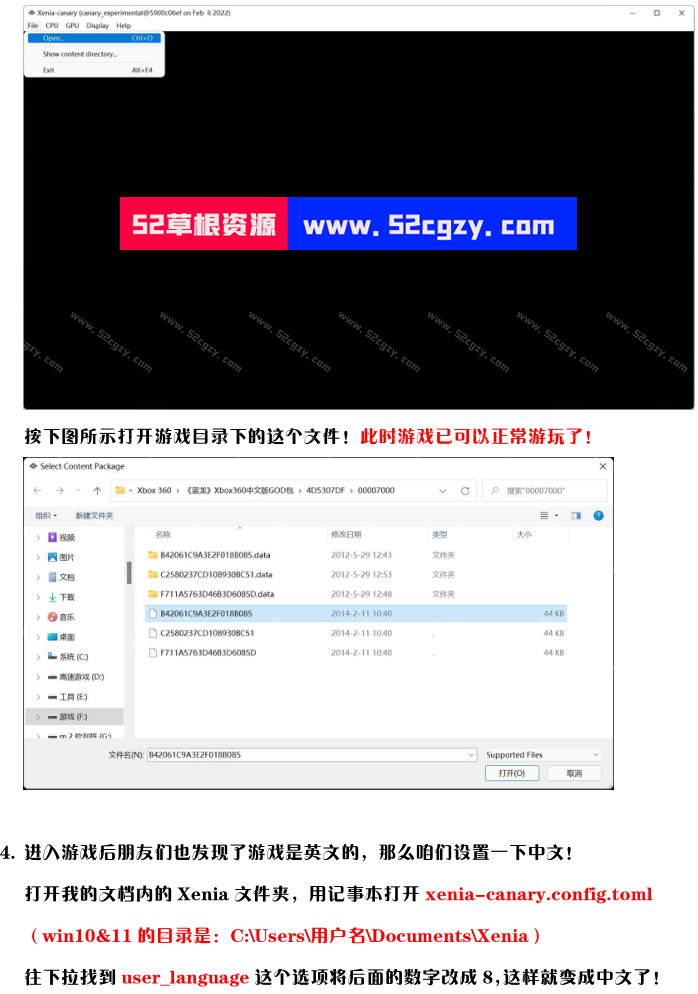 Xenia-canary (canary_experimental@5900c06ef on Feb 6 2022)
File CPU GPU Display Help
Open... Ctrl+O
Show content directory...
Exit Alt+F4
52草根资源 www.52cgzy.com
www.52cgzy.com www.52cgzy.com www.52cgzy.com www.52cgzy.com www.52cgzy.com www.52cgzy.com www.52cgzy.com
按下图所示打开游戏目录下的这个文件！此时游戏已可以正常游玩了！
Select Content Package
« Xbox 360 › 《蓝龙》Xbox360中文版GOD包 › 4D5307DF › 00007000 搜索"00007000"
组织 新建文件夹
名称 修改日期 类型 大小
视频
图片
文档
下载
音乐
桌面
系统 (C:)
高速游戏 (D:)
工具 (E:)
游戏 (F:)
B42061C9A3E2F018B085.data 2012-5-29 12:43 文件夹
C2580237CD108930BC51.data 2012-5-29 12:53 文件夹
F711A5763D46B3D6085D.data 2012-5-29 12:48 文件夹
B42061C9A3E2F018B085 2014-2-11 10:40 . 44 KB
C2580237CD108930BC51 2014-2-11 10:40 . 44 KB
F711A5763D46B3D6085D 2014-2-11 10:40 . 44 KB
文件名(N): B42061C9A3E2F018B085 Supported Files
打开(O) 取消
4. 进入游戏后朋友们也发现了游戏是英文的，那么咱们设置一下中文！
打开我的文档内的 Xenia 文件夹，用记事本打开 xenia-canary.config.toml
（win10&11 的目录是：C:\Users\用户名\Documents\Xenia）
往下拉找到 user_language 这个选项将后面的数字改成 8,这样就变成中文了！